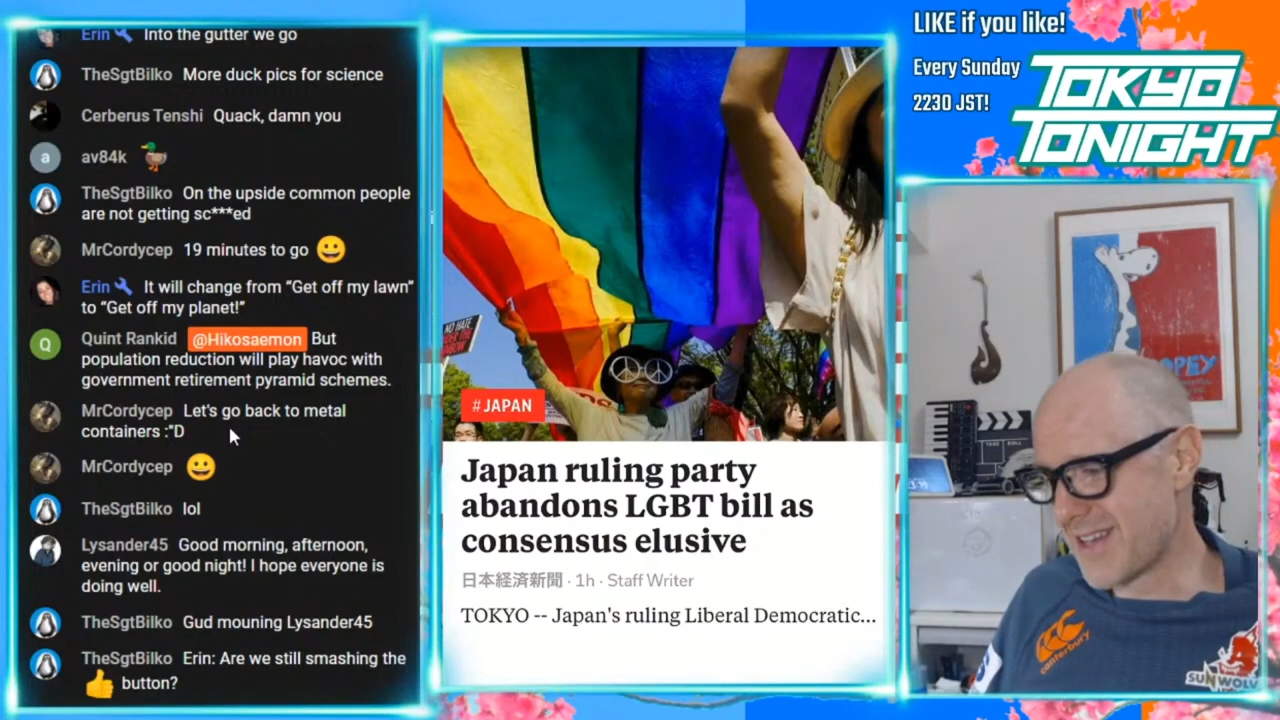 Erin Into the gutter we go
TheSgtBilko More duck pics for science
Cerberus Tenshi Quack, damn you
a av84k
TheSgtBilko On the upside common people
are not getting sc***ed
MrCordycep 19 minutes to go
Erin It will change from “Get off my lawn”
to “Get off my planet!”
Q Quint Rankid @Hikosaemon But
population reduction will play havoc with
government retirement pyramid schemes.
MrCordycep Let's go back to metal
containers :"D
MrCordycep
TheSgtBilko lol
Lysander45 Good morning, afternoon,
evening or good night! I hope everyone is
doing well.
TheSgtBilko Gud mouning Lysander45
TheSgtBilko Erin: Are we still smashing the
button?
NO HATE
#JAPAN
Japan ruling party
abandons LGBT bill as
consensus elusive
日本経済新聞 · 1h · Staff Writer
TOKYO -- Japan's ruling Liberal Democratic...
LIKE if you like!
Every Sunday
2230 JST!
TOKYO
TONIGHT
OPEY
canterbury
SUNWOLV